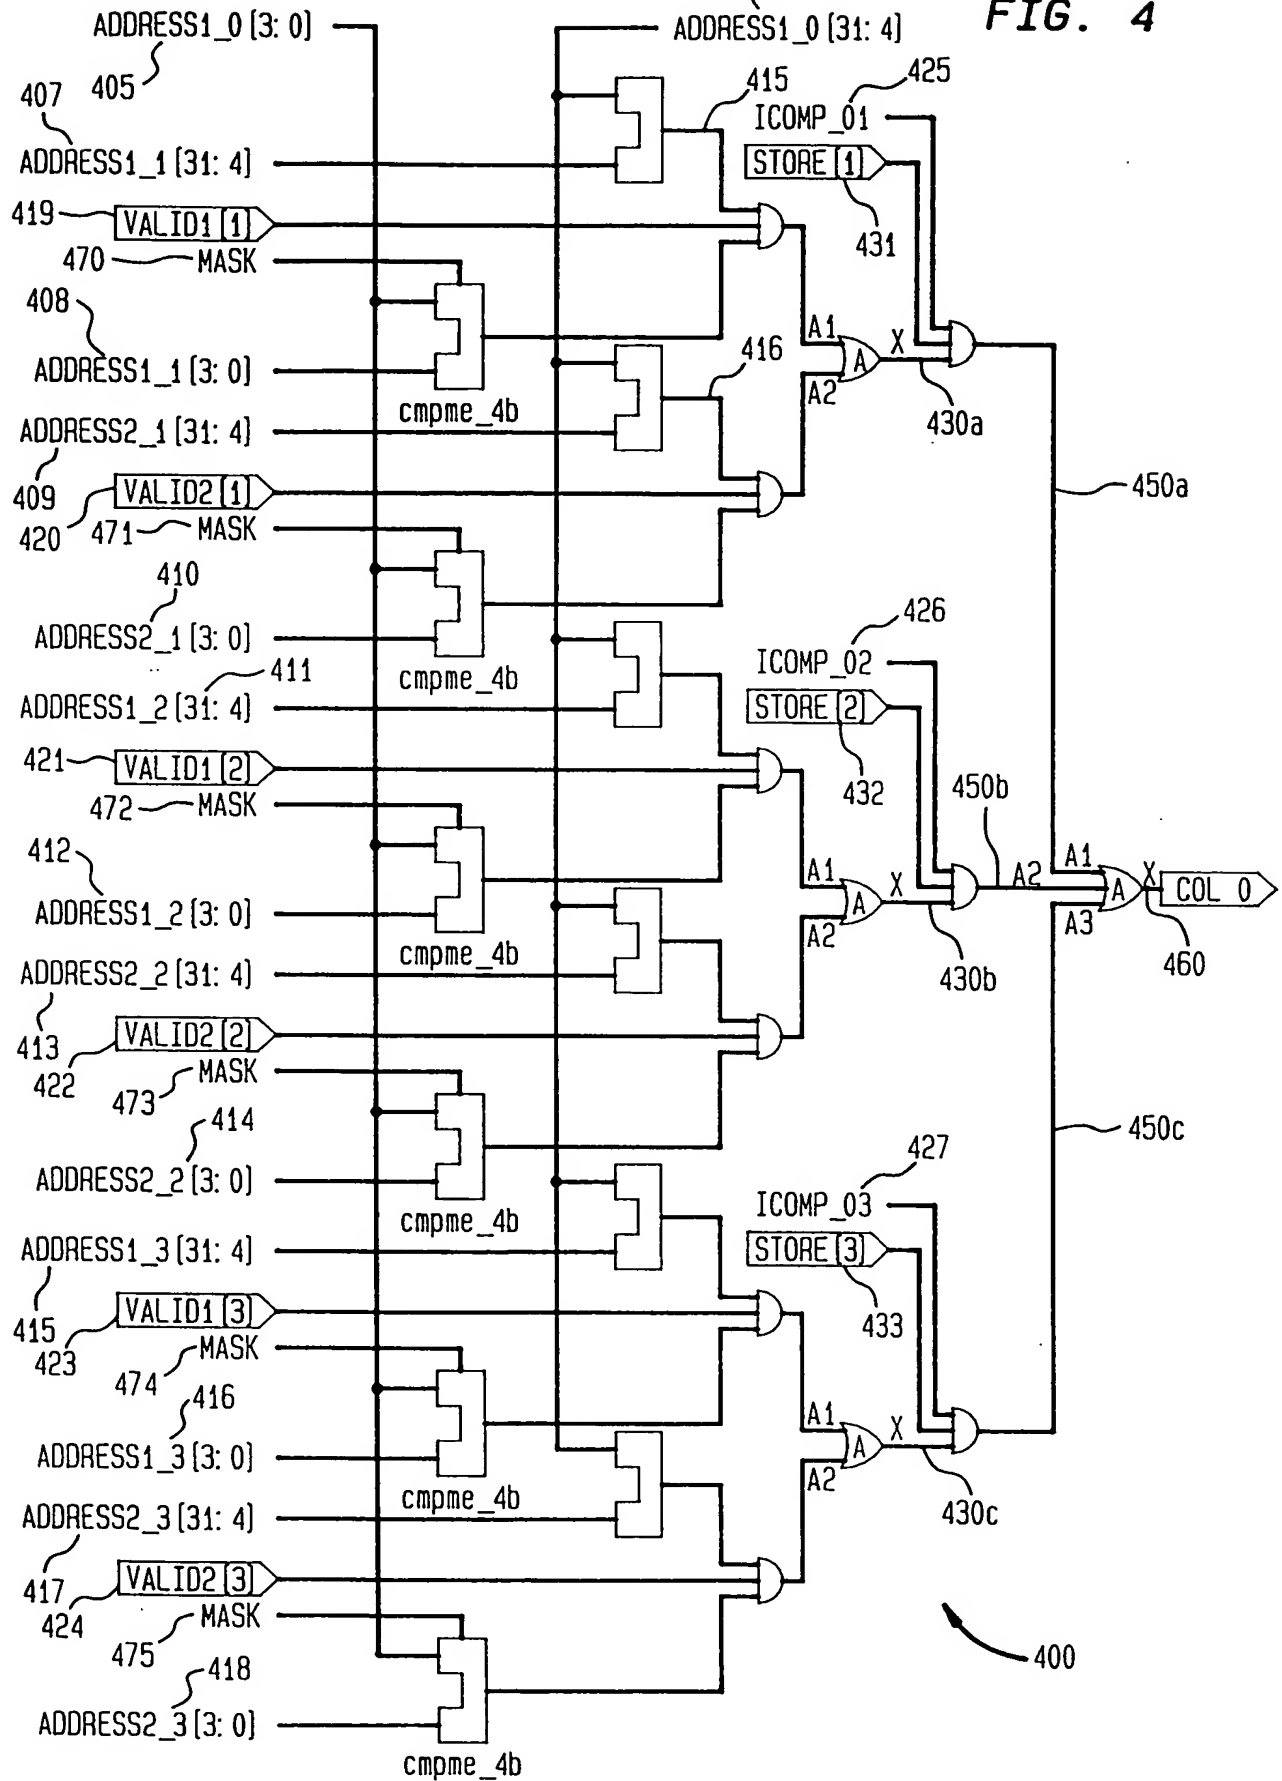 FIG. 4
ADDRESS1_0 [3: 0]
405
ADDRESS1_0 [31: 4]
407
ADDRESS1_1 [31: 4]
415
ICOMP_01
425
STORE [1]
431
419
VALID1 [1]
470
MASK
408
ADDRESS1_1 [3: 0]
cmpme_4b
A1
A2
A
X
430a
416
ADDRESS2_1 [31: 4]
409
VALID2 [1]
420
471
MASK
450a
410
ADDRESS2_1 [3: 0]
cmpme_4b
411
ADDRESS1_2 [31: 4]
426
ICOMP_02
STORE [2]
432
421
VALID1 [2]
472
MASK
450b
412
ADDRESS1_2 [3: 0]
cmpme_4b
A1
A2
A
X
430b
A1
A2
A3
A
X
COL 0
460
ADDRESS2_2 [31: 4]
413
VALID2 [2]
422
MASK
473
414
ADDRESS2_2 [3: 0]
cmpme_4b
450c
427
ICOMP_03
STORE [3]
433
ADDRESS1_3 [31: 4]
415
VALID1 [3]
423
MASK
474
416
ADDRESS1_3 [3: 0]
cmpme_4b
A1
A2
A
X
430c
ADDRESS2_3 [31: 4]
417
VALID2 [3]
424
MASK
475
418
ADDRESS2_3 [3: 0]
cmpme_4b
400